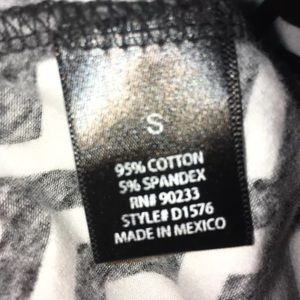 S
95% COTTON
5% SPANDEX
RN# 90233
STYLE# D1576
MADE IN MEXICO